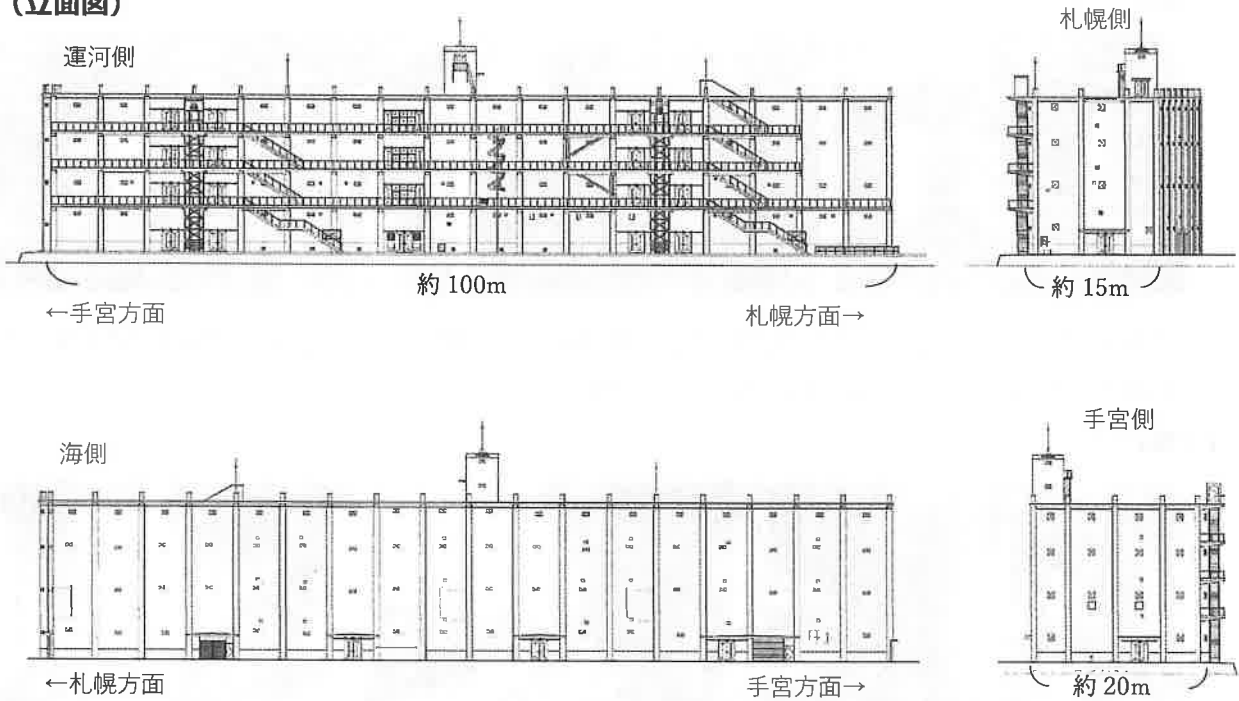 （立面図）
運河側
札幌側
約 100m
約 15m
←手宮方面
札幌方面→
海側
手宮側
←札幌方面
手宮方面→
約 20m